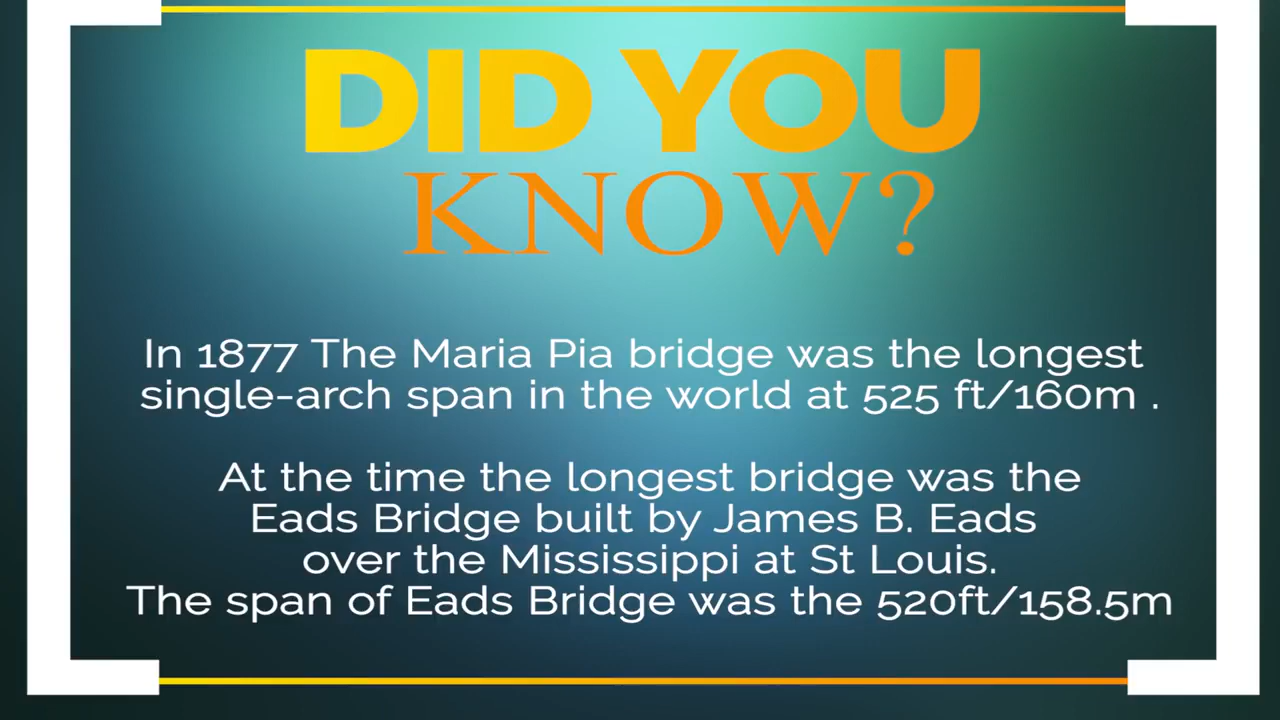 DID YOU
KNOW?
In 1877 The Maria Pia bridge was the longest
single-arch span in the world at 525 ft/160m .
At the time the longest bridge was the
Eads Bridge built by James B. Eads
over the Mississippi at St Louis.
The span of Eads Bridge was the 520ft/158.5m